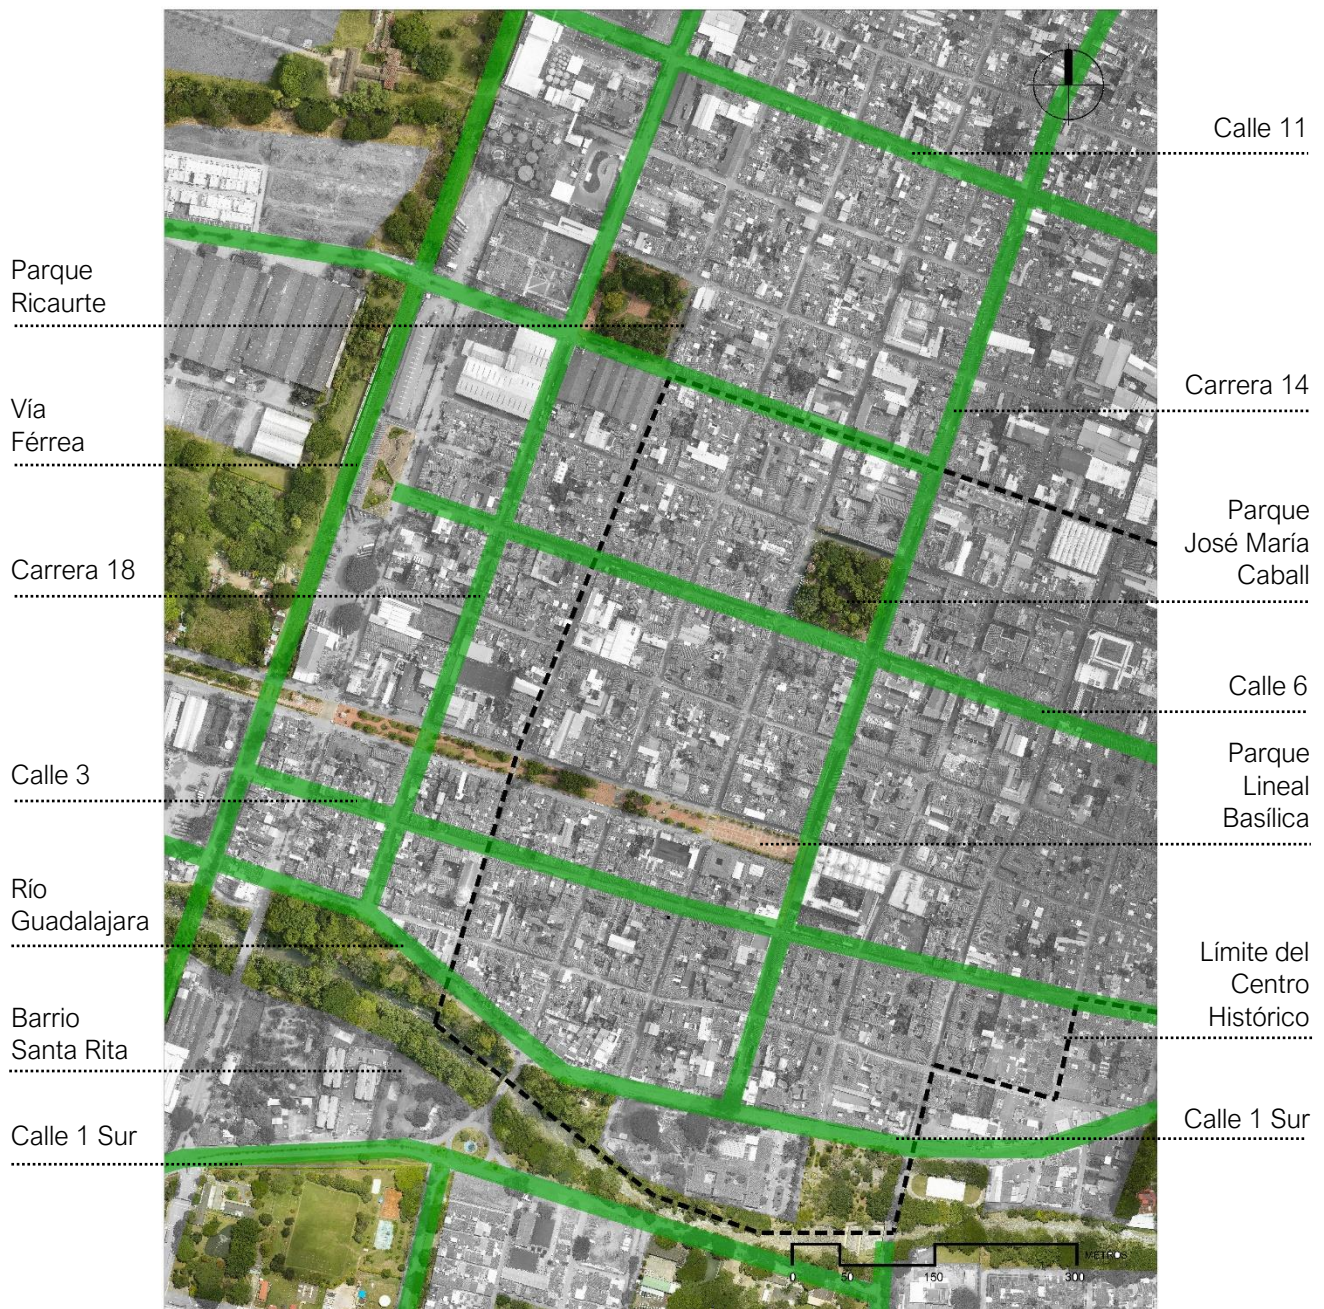 Calle 11
Parque
Ricaurte
Carrera 14
Vía
Férrea
Parque
José María
Caball
Carrera 18
Calle 6
Parque
Lineal
Basílica
Calle 3
Río
Guadalajara
Límite del
Centro
Histórico
Barrio
Santa Rita
Calle 1 Sur
Calle 1 Sur
METROS
0 50 150 300